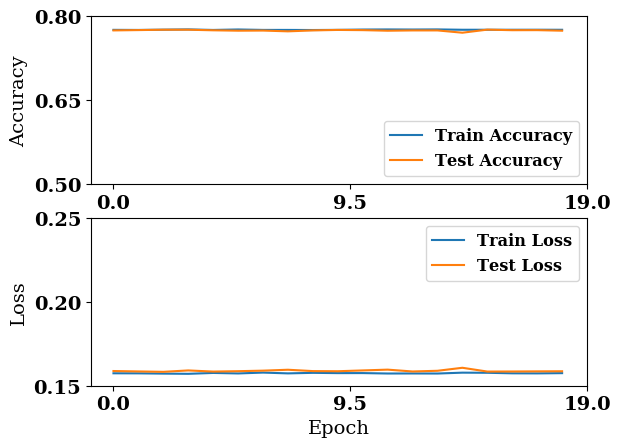 0.80
0.65
0.50
Accuracy
Train Accuracy
Test Accuracy
0.0 9.5 19.0
0.25
0.20
0.15
Loss
Train Loss
Test Loss
0.0 9.5 19.0
Epoch